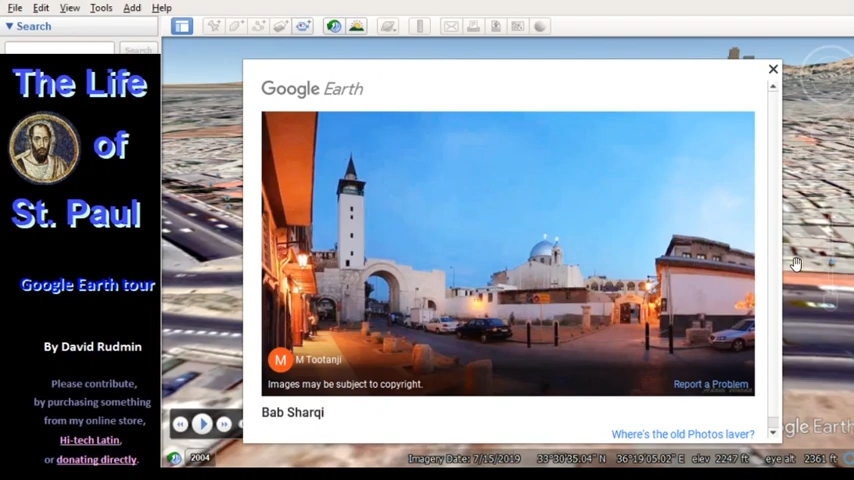 File Edit View Tools Add Help
Search
Search
The Life
of
St. Paul
Google Earth tour
By David Rudmin
Please contribute,
by purchasing something
from my online store,
Hi-tech Latin,
or donating directly.
Google Earth
M M Tootanji
Images may be subject to copyright.
Report a Problem
Bab Sharqi
Where's the old Photos layer?
gle Earth
2004
Imagery Date: 7/15/2019 33°30'35.04" N 36°19'05.02" E elev 2247 ft eye alt 2361 ft